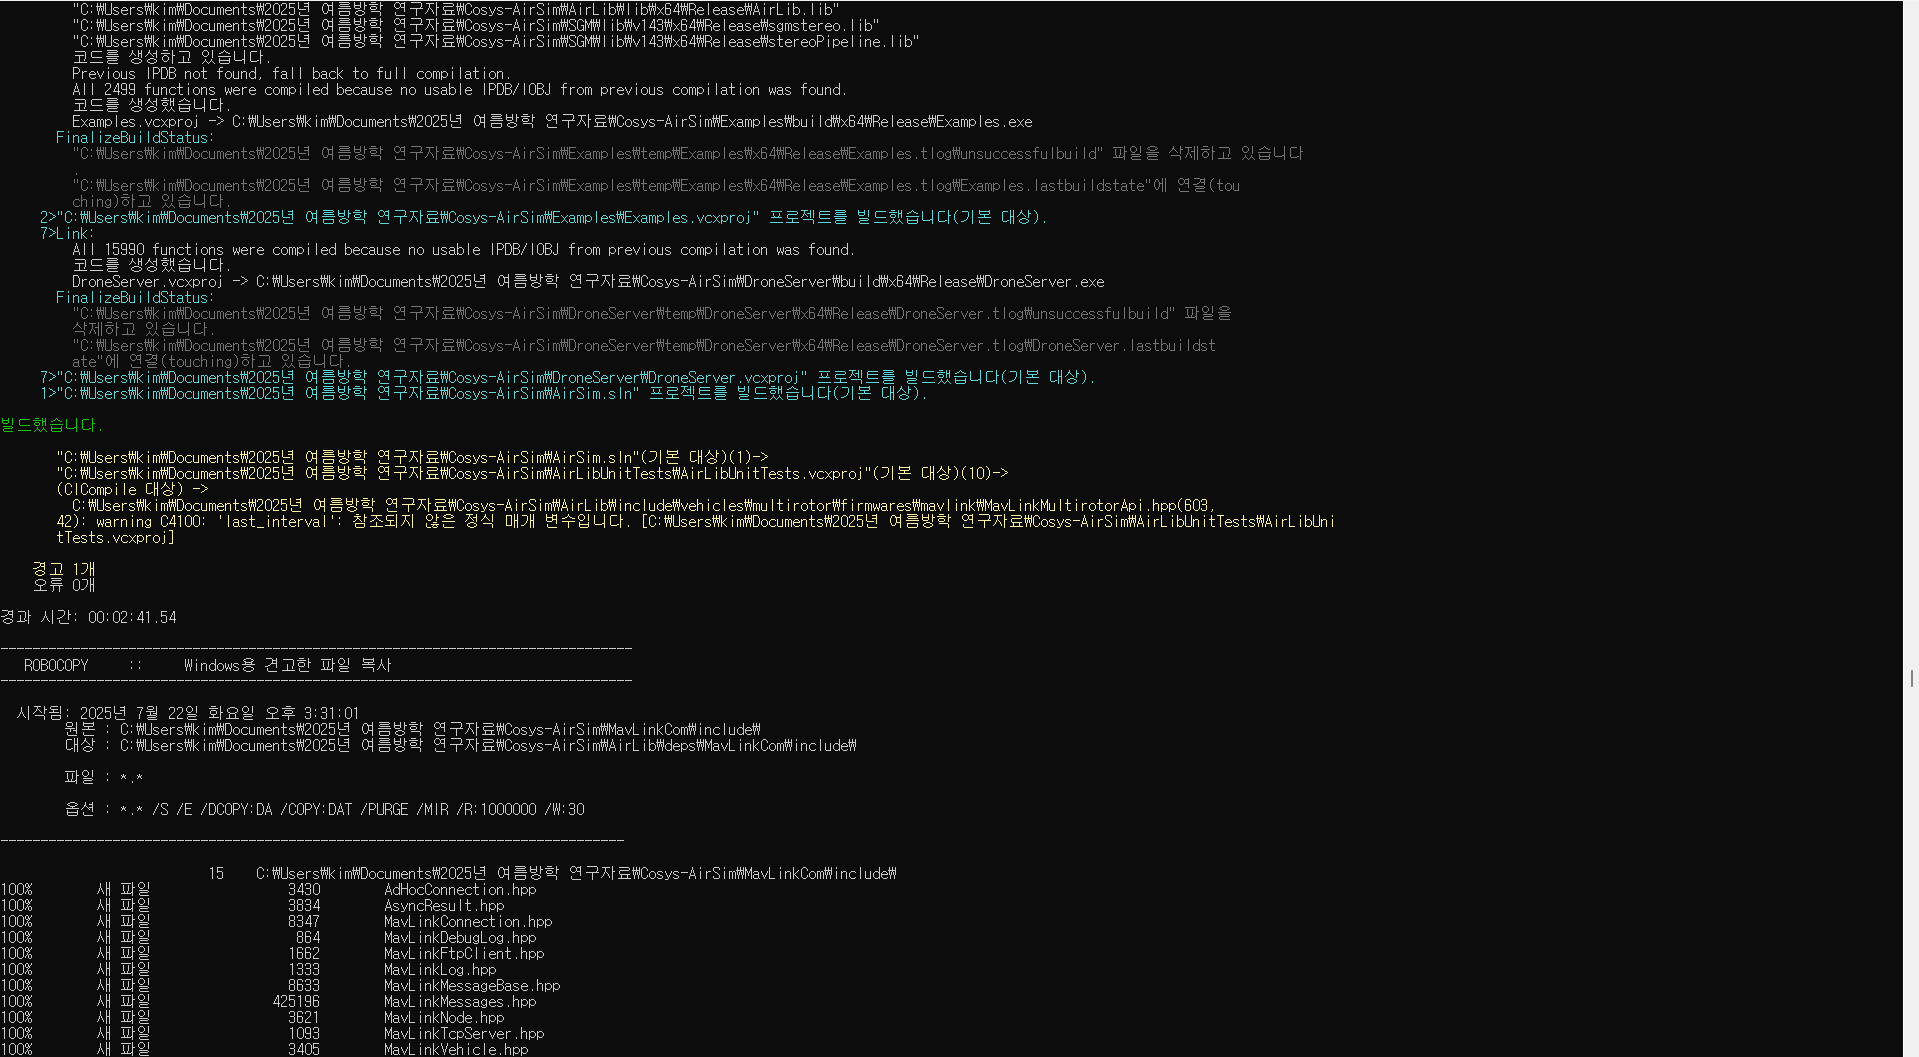 "C:₩Users₩kim₩Documents₩2025년 여름방학 연구자료₩Cosys-AirSim₩AirLib₩lib₩x64₩Release₩AirLib.lib"
"C:₩Users₩kim₩Documents₩2025년 여름방학 연구자료₩Cosys-AirSim₩SGM₩lib₩v143₩x64₩Release₩sgmstereo.lib"
"C:₩Users₩kim₩Documents₩2025년 여름방학 연구자료₩Cosys-AirSim₩SGM₩lib₩v143₩x64₩Release₩stereoPipeline.lib"
코드를 생성하고 있습니다.
Previous IPDB not found, fall back to full compilation.
All 2499 functions were compiled because no usable IPDB/IOBJ from previous compilation was found.
코드를 생성했습니다.
Examples.vcxproj -> C:₩Users₩kim₩Documents₩2025년 여름방학 연구자료₩Cosys-AirSim₩Examples₩build₩x64₩Release₩Examples.exe
FinalizeBuildStatus:
"C:₩Users₩kim₩Documents₩2025년 여름방학 연구자료₩Cosys-AirSim₩Examples₩temp₩Examples₩x64₩Release₩Examples.tlog₩unsuccessfulbuild" 파일을 삭제하고 있습니다
.
"C:₩Users₩kim₩Documents₩2025년 여름방학 연구자료₩Cosys-AirSim₩Examples₩temp₩Examples₩x64₩Release₩Examples.tlog₩Examples.lastbuildstate"에 연결(tou
ching)하고 있습니다.
2>"C:₩Users₩kim₩Documents₩2025년 여름방학 연구자료₩Cosys-AirSim₩Examples₩Examples.vcxproj" 프로젝트를 빌드했습니다(기본 대상).
7>Link:
All 15990 functions were compiled because no usable IPDB/IOBJ from previous compilation was found.
코드를 생성했습니다.
DroneServer.vcxproj -> C:₩Users₩kim₩Documents₩2025년 여름방학 연구자료₩Cosys-AirSim₩DroneServer₩build₩x64₩Release₩DroneServer.exe
FinalizeBuildStatus:
"C:₩Users₩kim₩Documents₩2025년 여름방학 연구자료₩Cosys-AirSim₩DroneServer₩temp₩DroneServer₩x64₩Release₩DroneServer.tlog₩unsuccessfulbuild" 파일을
삭제하고 있습니다.
"C:₩Users₩kim₩Documents₩2025년 여름방학 연구자료₩Cosys-AirSim₩DroneServer₩temp₩DroneServer₩x64₩Release₩DroneServer.tlog₩DroneServer.lastbuildst
ate"에 연결(touching)하고 있습니다.
7>"C:₩Users₩kim₩Documents₩2025년 여름방학 연구자료₩Cosys-AirSim₩DroneServer₩DroneServer.vcxproj" 프로젝트를 빌드했습니다(기본 대상).
1>"C:₩Users₩kim₩Documents₩2025년 여름방학 연구자료₩Cosys-AirSim₩AirSim.sln" 프로젝트를 빌드했습니다(기본 대상).
빌드했습니다.
"C:₩Users₩kim₩Documents₩2025년 여름방학 연구자료₩Cosys-AirSim₩AirSim.sln"(기본 대상)(1)->
"C:₩Users₩kim₩Documents₩2025년 여름방학 연구자료₩Cosys-AirSim₩AirLibUnitTests₩AirLibUnitTests.vcxproj"(기본 대상)(10)->
(ClCompile 대상) ->
C:₩Users₩kim₩Documents₩2025년 여름방학 연구자료₩Cosys-AirSim₩AirLib₩include₩vehicles₩multirotor₩firmwares₩mavlink₩MavLinkMultirotorApi.hpp(603,
42): warning C4100: 'last_interval': 참조되지 않은 정식 매개 변수입니다. [C:₩Users₩kim₩Documents₩2025년 여름방학 연구자료₩Cosys-AirSim₩AirLibUnitTests₩AirLibUni
tTests.vcxproj]
경고 1개
오류 0개
경과 시간: 00:02:41.54
-------------------------------------------------------------------------------
ROBOCOPY :: Windows용 견고한 파일 복사
-------------------------------------------------------------------------------
시작됨: 2025년 7월 22일 화요일 오후 3:31:01
원본 : C:₩Users₩kim₩Documents₩2025년 여름방학 연구자료₩Cosys-AirSim₩MavLinkCom₩include₩
대상 : C:₩Users₩kim₩Documents₩2025년 여름방학 연구자료₩Cosys-AirSim₩AirLib₩deps₩MavLinkCom₩include₩
파일 : *.*
옵션 : *.* /S /E /DCOPY:DA /COPY:DAT /PURGE /MIR /R:1000000 /W:30
------------------------------------------------------------------------------
15 C:₩Users₩kim₩Documents₩2025년 여름방학 연구자료₩Cosys-AirSim₩MavLinkCom₩include₩
100% 새 파일 3430 AdHocConnection.hpp
100% 새 파일 3834 AsyncResult.hpp
100% 새 파일 8347 MavLinkConnection.hpp
100% 새 파일 864 MavLinkDebugLog.hpp
100% 새 파일 1662 MavLinkFtpClient.hpp
100% 새 파일 1333 MavLinkLog.hpp
100% 새 파일 8633 MavLinkMessageBase.hpp
100% 새 파일 425196 MavLinkMessages.hpp
100% 새 파일 3621 MavLinkNode.hpp
100% 새 파일 1093 MavLinkTcpServer.hpp
100% 새 파일 3405 MavLinkVehicle.hpp